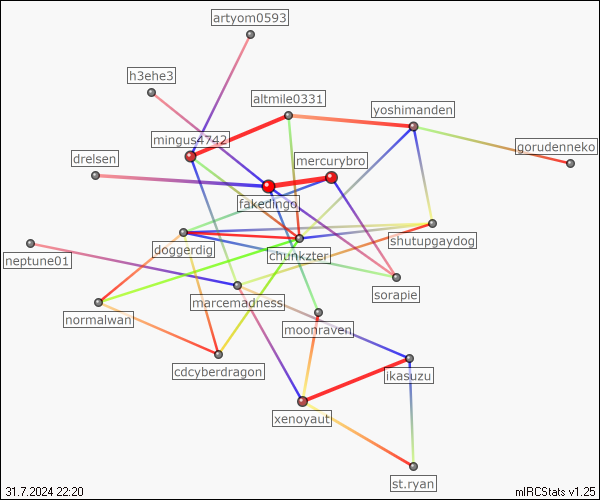 artyom0593
h3ehe3
altmile0331
yoshimanden
mingus4742
gorudenneko
drelsen
mercurybro
fakedingo
shutupgaydog
doggerdig
chunkzter
neptune01
sorapie
marcemadness
normalwan
moonraven
cdcyberdragon
ikasuzu
xenoyaut
st.ryan
31.7.2024 22:20
mIRCStats v1.25